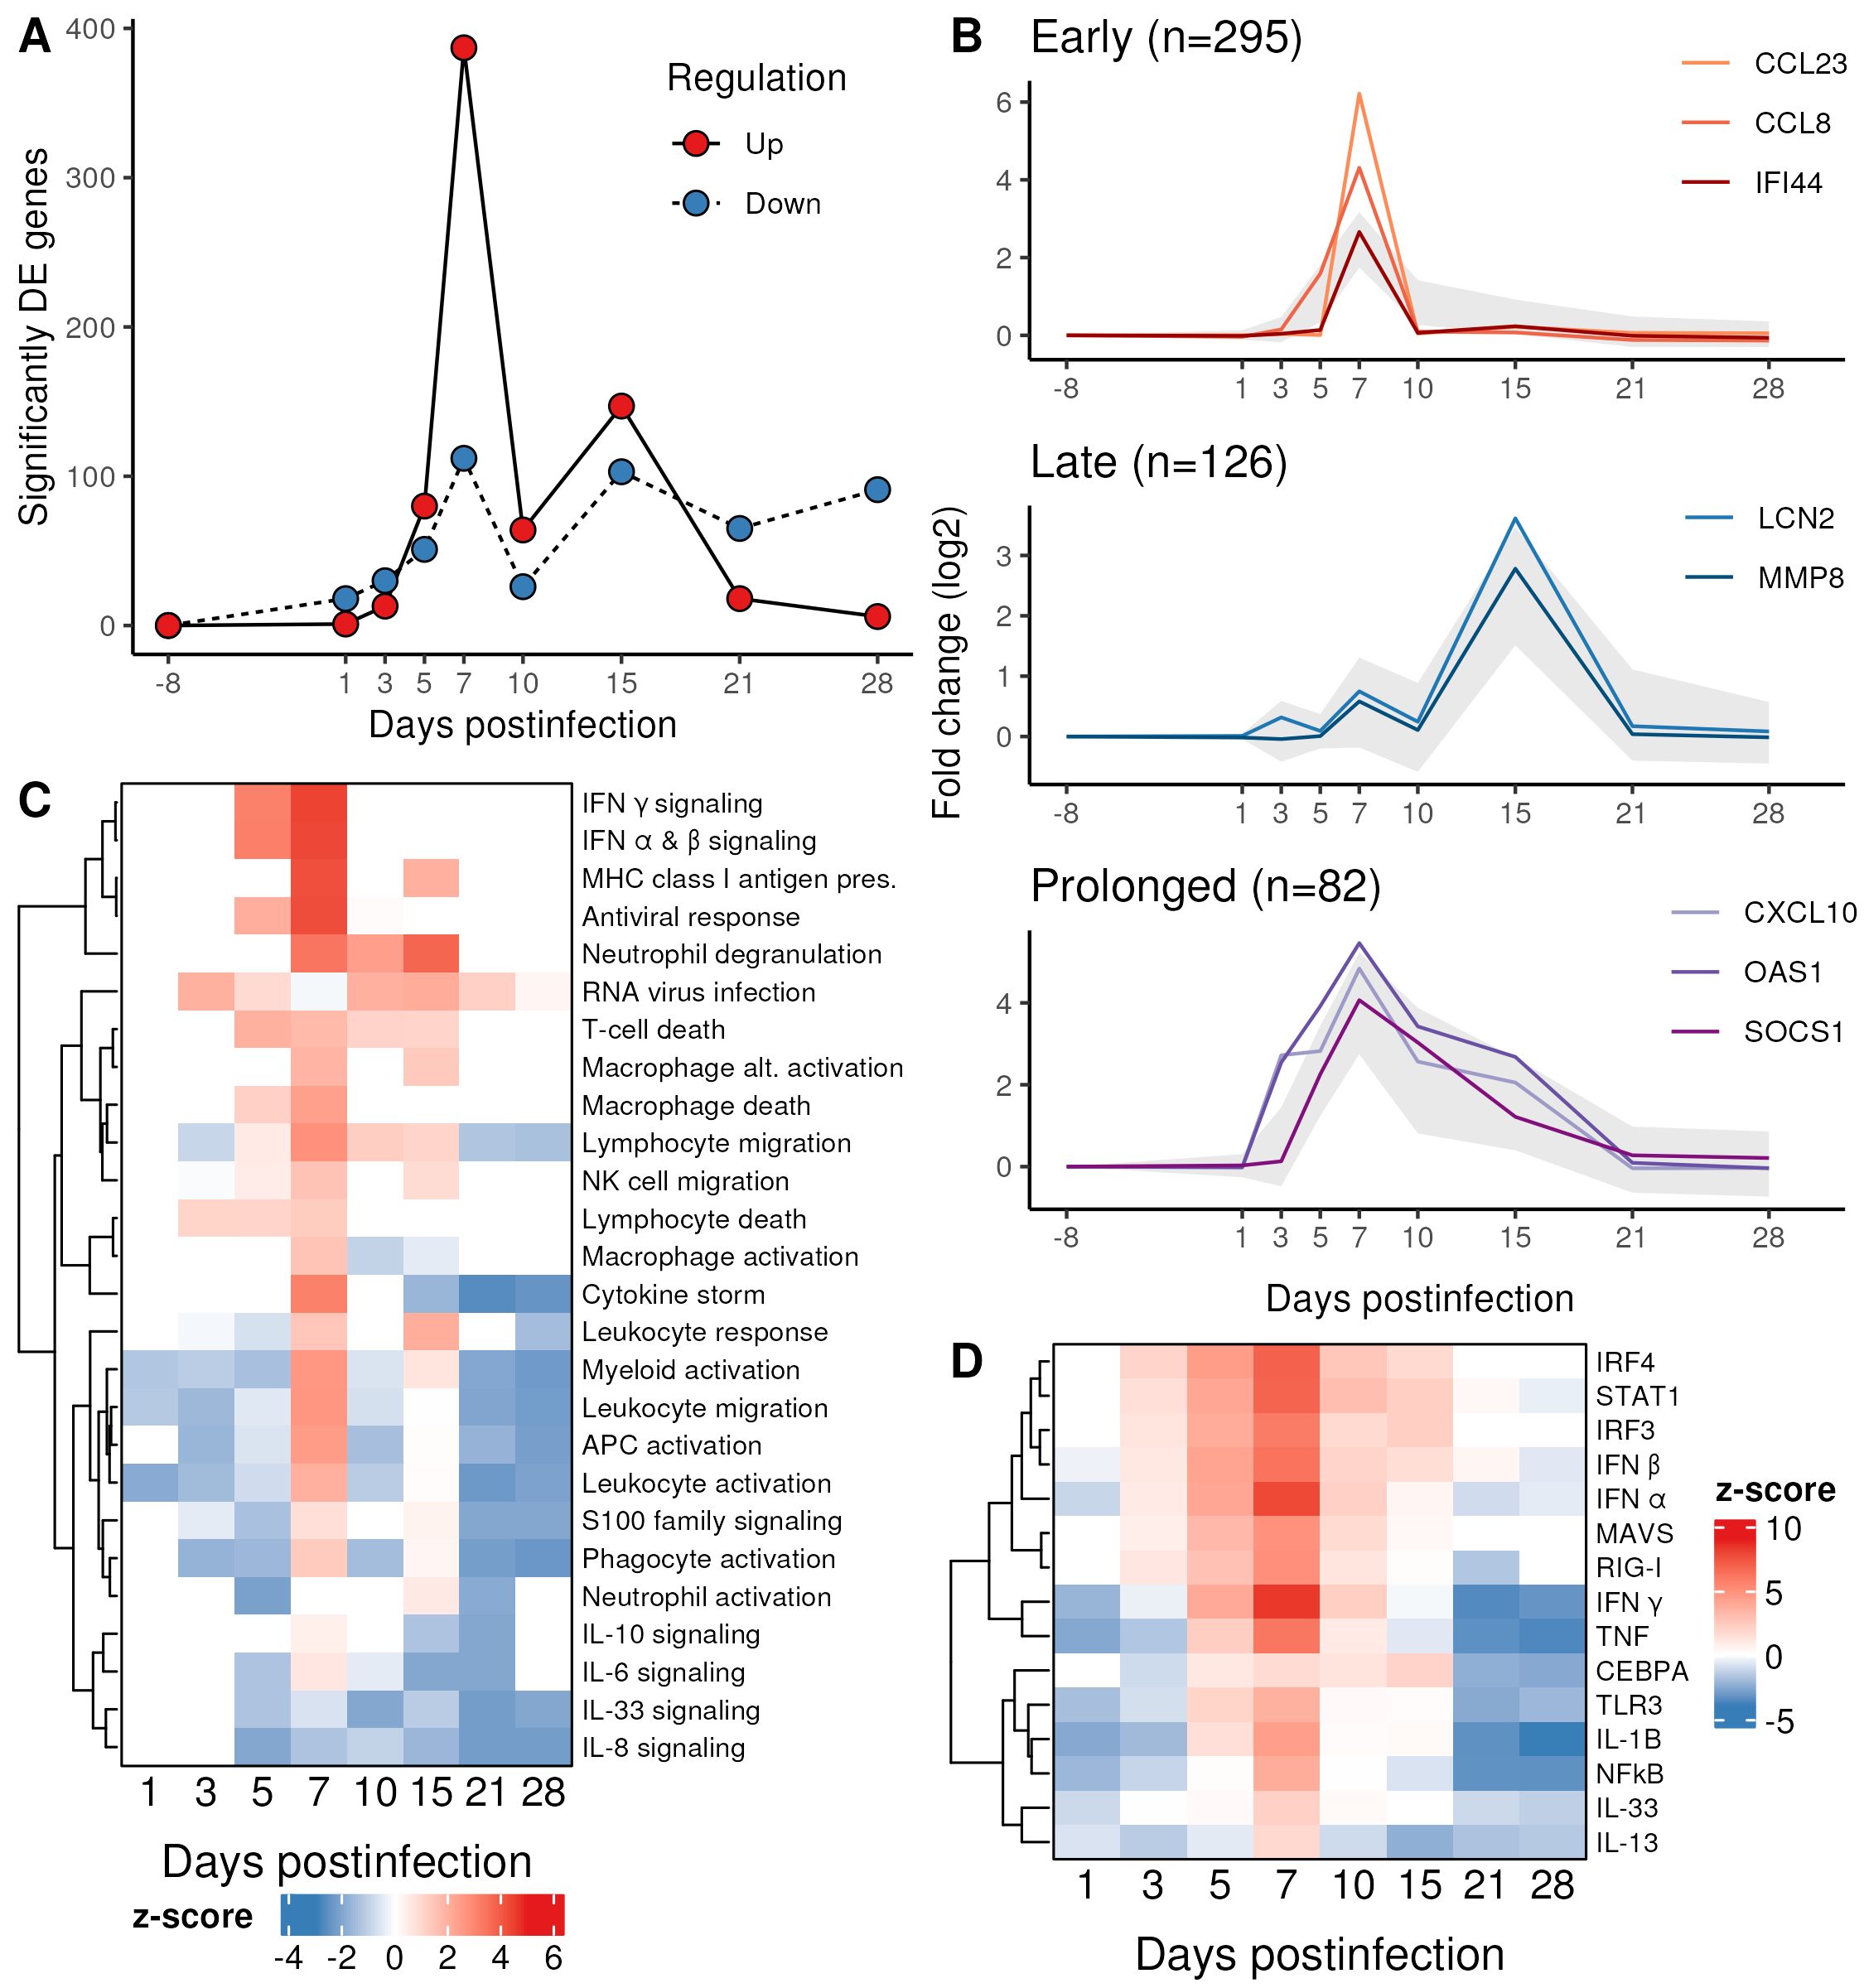 A
400
300
200
100
0
Significantly DE genes
Regulation
Up
Down
-8 1 3 5 7 10 15 21 28
Days postinfection
B
Early (n=295)
CCL23
CCL8
IFI44
6
4
2
0
-8 1 3 5 7 10 15 21 28
Late (n=126)
LCN2
MMP8
3
2
1
0
-8 1 3 5 7 10 15 21 28
Fold change (log2)
Prolonged (n=82)
CXCL10
OAS1
SOCS1
4
2
0
-8 1 3 5 7 10 15 21 28
Days postinfection
C
IFN γ signaling
IFN α & β signaling
MHC class I antigen pres.
Antiviral response
Neutrophil degranulation
RNA virus infection
T-cell death
Macrophage alt. activation
Macrophage death
Lymphocyte migration
NK cell migration
Lymphocyte death
Macrophage activation
Cytokine storm
Leukocyte response
Myeloid activation
Leukocyte migration
APC activation
Leukocyte activation
S100 family signaling
Phagocyte activation
Neutrophil activation
IL-10 signaling
IL-6 signaling
IL-33 signaling
IL-8 signaling
1 3 5 7 10 15 21 28
Days postinfection
z-score
-4 -2 0 2 4 6
D
IRF4
STAT1
IRF3
IFN β
IFN α
MAVS
RIG-I
IFN γ
TNF
CEBPA
TLR3
IL-1B
NFkB
IL-33
IL-13
1 3 5 7 10 15 21 28
Days postinfection
z-score
10
5
0
-5